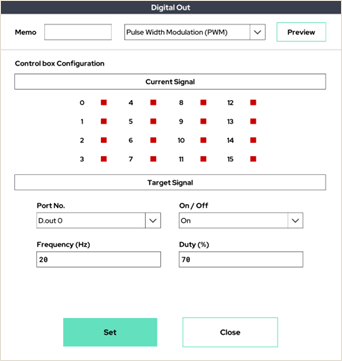 Digital Out
Memo Pulse Width Modulation (PWM) Preview
Control box Configuration
Current Signal
0 4 8 12
1 5 9 13
2 6 10 14
3 7 11 15
Target Signal
Port No. On / Off
D.out 0 On
Frequency (Hz) Duty (%)
20 70
Set Close